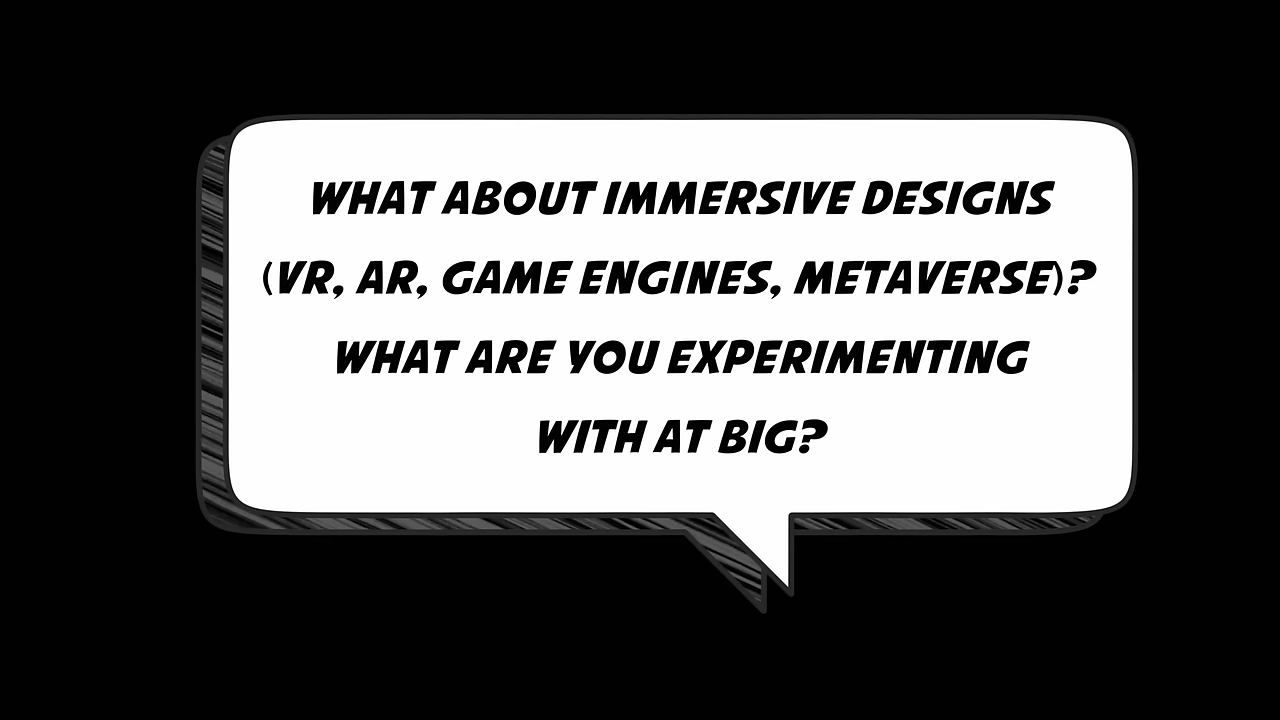 WHAT ABOUT IMMERSIVE DESIGNS
(VR, AR, GAME ENGINES, METAVERSE)?
WHAT ARE YOU EXPERIMENTING
WITH AT BIG?